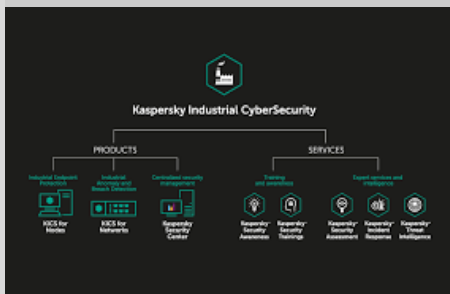 Kaspersky Industrial CyberSecurity
PRODUCTS
SERVICES
Industrial Endpoint
Protection
Industrial
Anomaly and
Breach Detection
Centralized security
management
Training
and awareness
Expert services and
intelligence
KICS for
Nodes
KICS for
Networks
Kaspersky
Security
Center
Kaspersky
Security
Awareness
Kaspersky
Security
Trainings
Kaspersky
Security
Assessment
Kaspersky
Incident
Response
Kaspersky
Threat
Intelligence